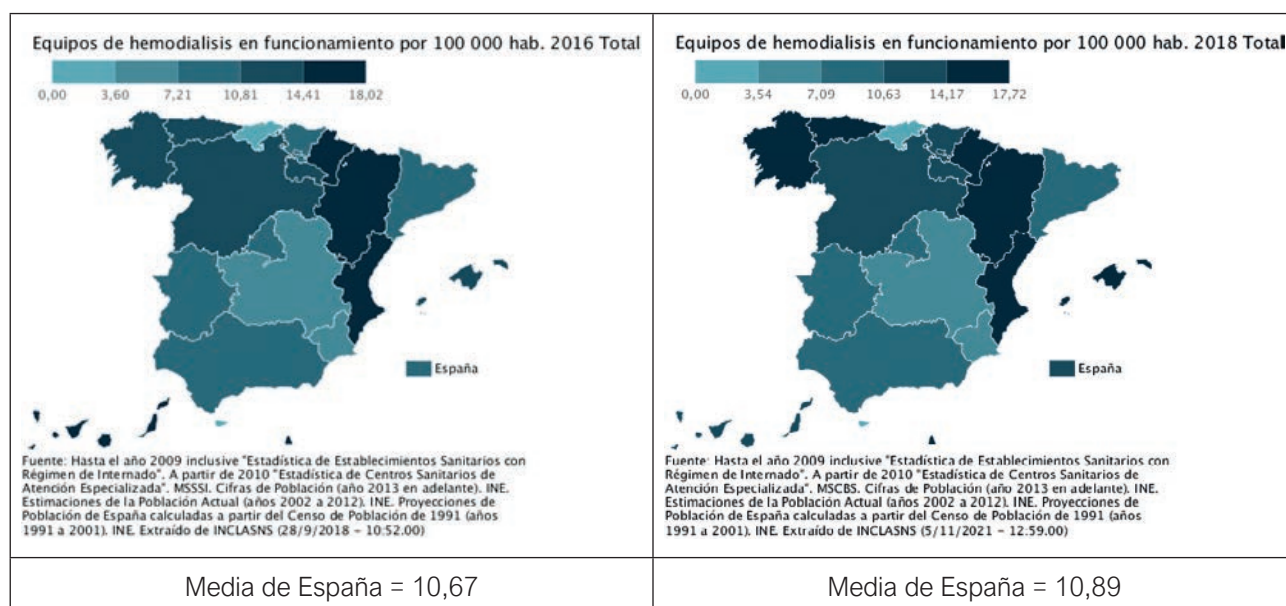 Equipos de hemodialisis en funcionamiento por 100 000 hab. 2016 Total
0,00 3,60 7,21 10,81 14,41 18,02
España
Fuente: Hasta el año 2009 inclusive "Estadística de Establecimientos Sanitarios con
Régimen de Internado". A partir de 2010 "Estadística de Centros Sanitarios de
Atención Especializada". MSSSI. Cifras de Población (año 2013 en adelante). INE.
Estimaciones de la Población Actual (años 2002 a 2012). INE. Proyecciones de
Población de España calculadas a partir del Censo de Población de 1991 (años
1991 a 2001). INE. Extraído de INCLASNS (28/9/2018 - 10:52.00)
Media de España = 10,67
Equipos de hemodialisis en funcionamiento por 100 000 hab. 2018 Total
0,00 3,54 7,09 10,63 14,17 17,72
España
Fuente: Hasta el año 2009 inclusive "Estadística de Establecimientos Sanitarios con
Régimen de Internado". A partir de 2010 "Estadística de Centros Sanitarios de
Atención Especializada". MSCBS. Cifras de Población (año 2013 en adelante). INE.
Estimaciones de la Población Actual (años 2002 a 2012). INE. Proyecciones de
Población de España calculadas a partir del Censo de Población de 1991 (años
1991 a 2001). INE. Extraído de INCLASNS (5/11/2021 - 12:59.00)
Media de España = 10,89